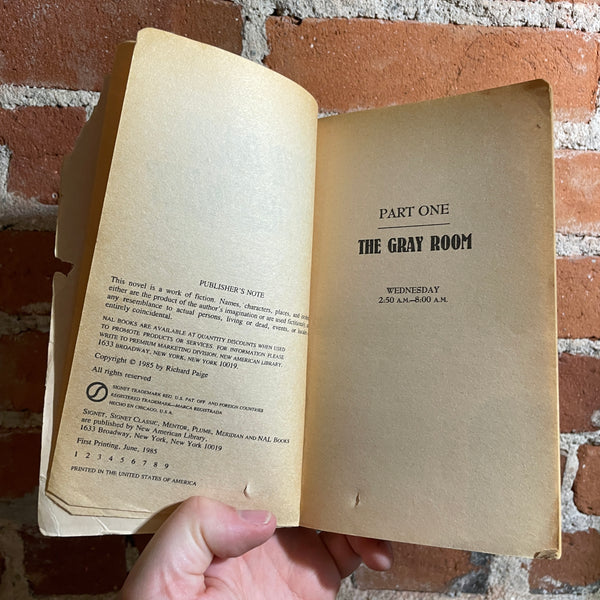 PUBLISHER'S NOTE
This novel is a work of fiction. Names, characters, places, and
either are the product of the author's imagination or are used fictitiously,
any resemblance to actual persons, living or dead, events, or
entirely coincidental.
NAL BOOKS ARE AVAILABLE AT QUANTITY DISCOUNTS WHEN USED
TO PROMOTE PRODUCTS OR SERVICES. FOR INFORMATION PLEASE
WRITE TO PREMIUM MARKETING DIVISION, NEW AMERICAN LIBRARY,
1633 BROADWAY, NEW YORK, NEW YORK 10019.
Copyright © 1985 by Richard Paige
All rights reserved
SIGNET TRADEMARK REG. U.S. PAT. OFF. AND FOREIGN COUNTRIES
REGISTERED TRADEMARK—MARCA REGISTRADA
HECHO EN CHICAGO, U.S.A.
SIGNET, SIGNET CLASSIC, MENTOR, PLUME, MERIDIAN AND NAL BOOKS
are published by New American Library,
1633 Broadway, New York, New York 10019
First Printing, June, 1985
1 2 3 4 5 6 7 8 9
PRINTED IN THE UNITED STATES OF AMERICA
PART ONE
THE GRAY ROOM
WEDNESDAY
2:50 A.M.–8:00 A.M.